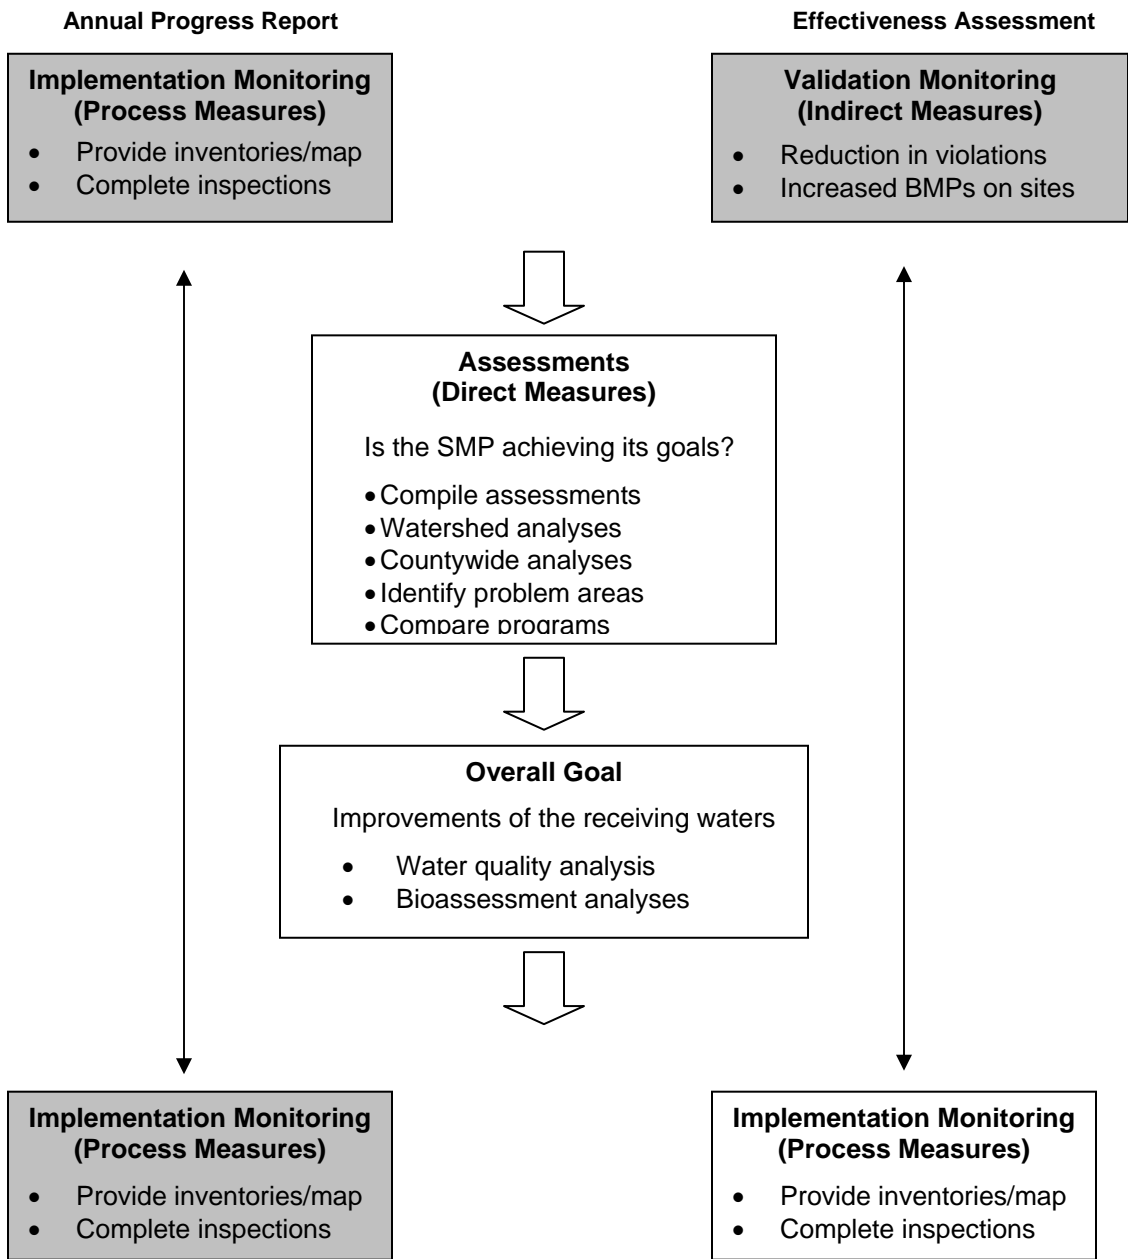 Annual Progress Report
Effectiveness Assessment
Implementation Monitoring
(Process Measures)
• Provide inventories/map
• Complete inspections
Validation Monitoring
(Indirect Measures)
• Reduction in violations
• Increased BMPs on sites
Assessments
(Direct Measures)
Is the SMP achieving its goals?
• Compile assessments
• Watershed analyses
• Countywide analyses
• Identify problem areas
• Compare programs
Overall Goal
Improvements of the receiving waters
• Water quality analysis
• Bioassessment analyses
Implementation Monitoring
(Process Measures)
• Provide inventories/map
• Complete inspections
Implementation Monitoring
(Process Measures)
• Provide inventories/map
• Complete inspections